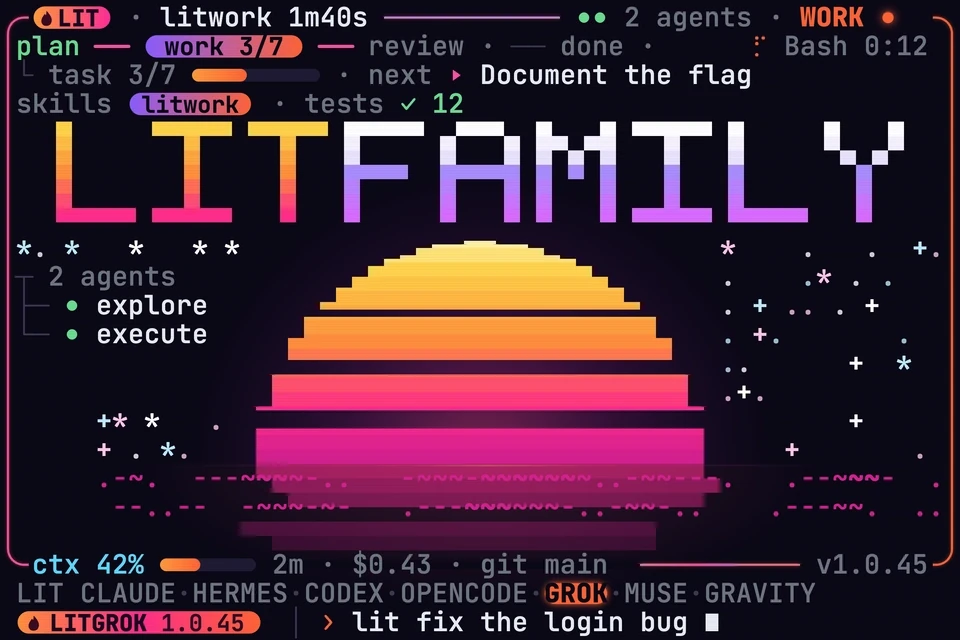 LIT · litwork 1m40s 2 agents · WORK
plan work 3/7 review · done · Bash 0:12
task 3/7 · next ▸ Document the flag
skills litwork · tests ✓ 12
LITFAMILY
2 agents
explore
execute
ctx 42% 2m · $0.43 · git main v1.0.45
LIT CLAUDE·HERMES·CODEX·OPENCODE·GROK·MUSE·GRAVITY
LITGROK 1.0.45 › lit fix the login bug